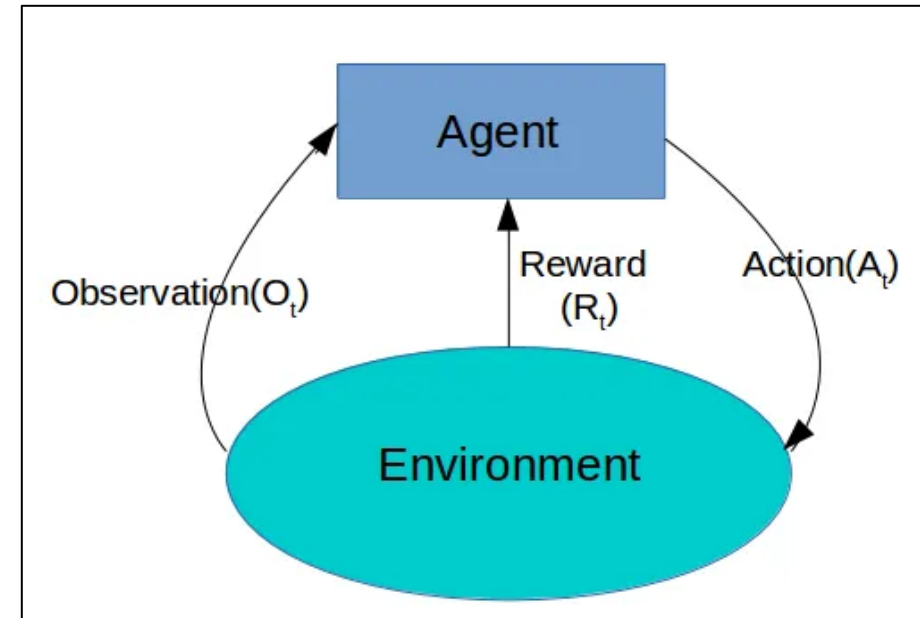 Agent
Observation(Oₜ)
Reward
(Rₜ)
Action(Aₜ)
Environment